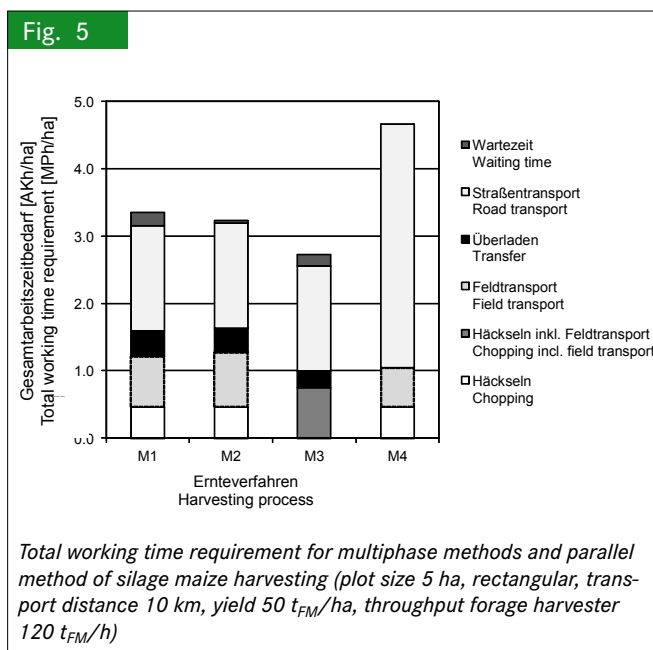 Fig. 5
Gesamtarbeitszeitbedarf [AKh/ha]
Total working time requirement [MPh/ha]
5.0
4.0
3.0
2.0
1.0
0.0
M1 M2 M3 M4
Ernteverfahren
Harvesting process
Wartezeit
Waiting time
Straßentransport
Road transport
Überladen
Transfer
Feldtransport
Field transport
Häckseln inkl. Feldtransport
Chopping incl. field transport
Häckseln
Chopping
Total working time requirement for multiphase methods and parallel
method of silage maize harvesting (plot size 5 ha, rectangular, trans-
port distance 10 km, yield 50 t_FM/ha, throughput forage harvester
120 t_FM/h)